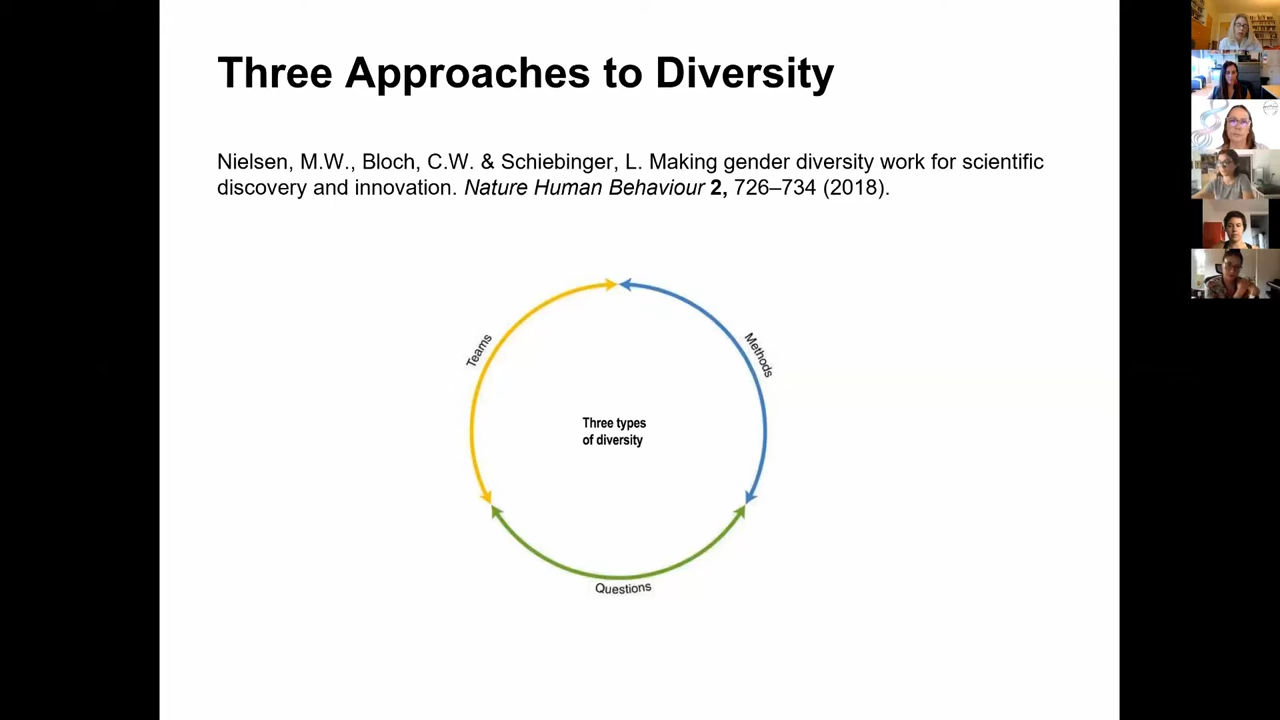 Three Approaches to Diversity
Nielsen, M.W., Bloch, C.W. & Schiebinger, L. Making gender diversity work for scientific
discovery and innovation. Nature Human Behaviour 2, 726–734 (2018).
Teams
Methods
Three types
of diversity
Questions